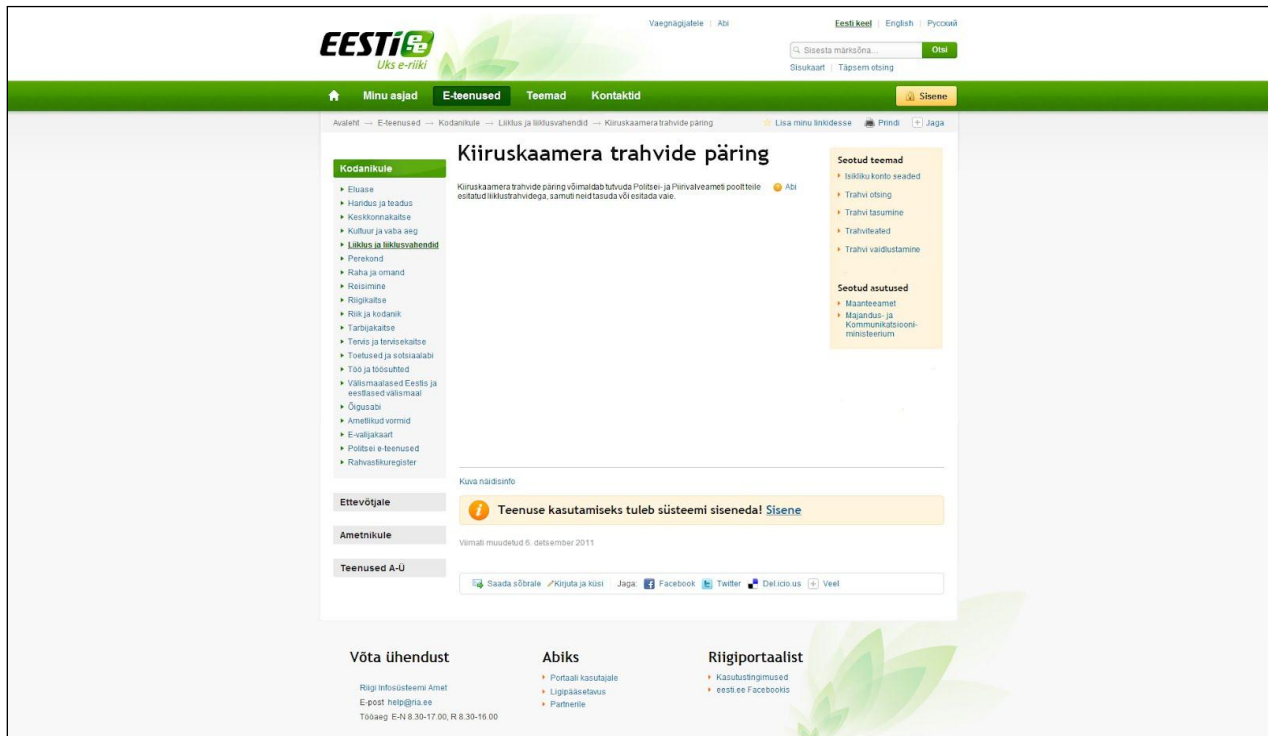 Vaegnägijatele | Abi
Eesti keel | English | Русский
EESTi.ee
Uks e-riiki
Sisesta märksõna...
Otsi
Sisukaart | Täpsem otsing
Minu asjad
E-teenused
Teemad
Kontaktid
Sisene
Avaleht → E-teenused → Kodanikule → Liiklus ja liiklusvahendid → Kiiruskaamera trahvide päring
Lisa minu linkidesse
Prindi
Jaga
Kodanikule
Eluase
Haridus ja teadus
Keskkonnakaitse
Kultuur ja vaba aeg
Liiklus ja liiklusvahendid
Perekond
Raha ja omand
Reisimine
Riigikaitse
Riik ja kodanik
Tarbijakaitse
Tervis ja tervisekaitse
Toetused ja sotsiaalabi
Töö ja töösuhted
Välismaalased Eestis ja
eestlased välismaal
Õigusabi
Ametlikud vormid
E-valijakaart
Politsei e-teenused
Rahvastikuregister
Ettevõtjale
Ametnikule
Teenused A-Ü
Kiiruskaamera trahvide päring
Kiiruskaamera trahvide päring võimaldab tutvuda Politsei- ja Piirivalveameti poolt teile
esitatud liiklustrahvidega, samuti neid tasuda või esitada vaie.
Abi
Seotud teemad
Isikliku konto seaded
Trahvi otsing
Trahvi tasumine
Trahviteated
Trahvi vaidlustamine
Seotud asutused
Maanteeamet
Majandus- ja
Kommunikatsiooni-
ministeerium
Kuva näidisinfo
Teenuse kasutamiseks tuleb süsteemi siseneda! Sisene
Viimati muudetud 6. detsember 2011
Saada sõbrale
Kirjuta ja küsi
Jaga:
Facebook
Twitter
Del.icio.us
Veel
Võta ühendust
Riigi Infosüsteemi Amet
E-post help@ria.ee
Tööaeg E-N 8.30-17.00, R 8.30-16.00
Abiks
Portaali kasutajale
Ligipääsetavus
Partnerile
Riigiportaalist
Kasutustingimused
eesti.ee Facebookis